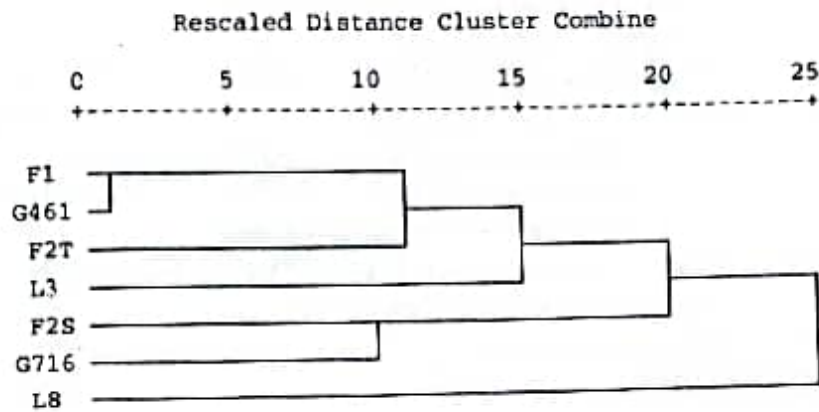 Rescaled Distance Cluster Combine
C 5 10 15 20 25
+---------+---------+---------+---------+---------+
F1
G461
F2T
L3
F2S
G716
L8